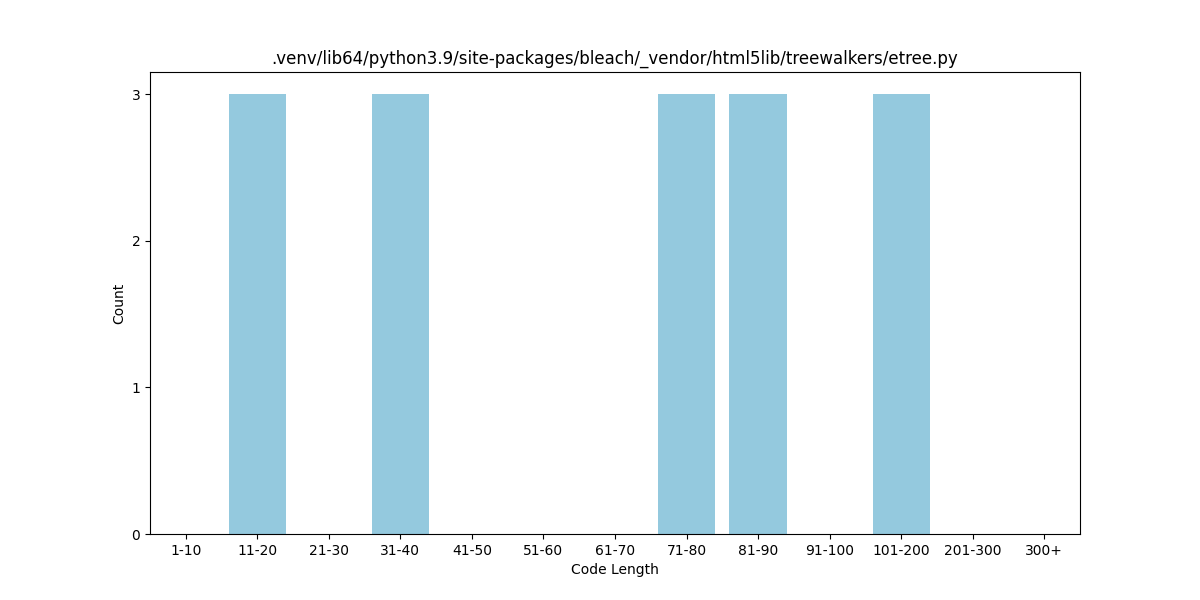 .venv/lib64/python3.9/site-packages/bleach/_vendor/html5lib/treewalkers/etree.py
3
2
1
0
Count
1-10 11-20 21-30 31-40 41-50 51-60 61-70 71-80 81-90 91-100 101-200 201-300 300+
Code Length